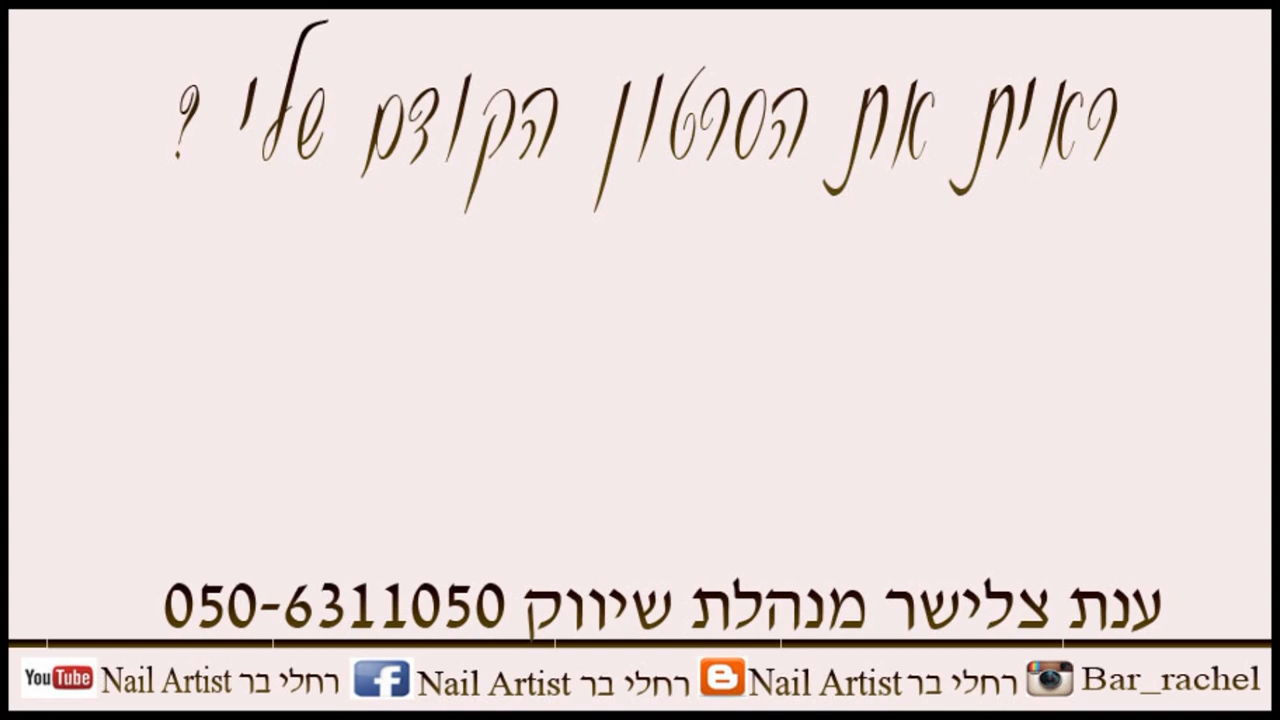 ראית את הסרטון הקודם שלי ?
ענת צלישר מנהלת שיווק 050-6311050
YouTube Nail Artist רחלי בר f Nail Artist רחלי בר B Nail Artist רחלי בר Bar_rachel